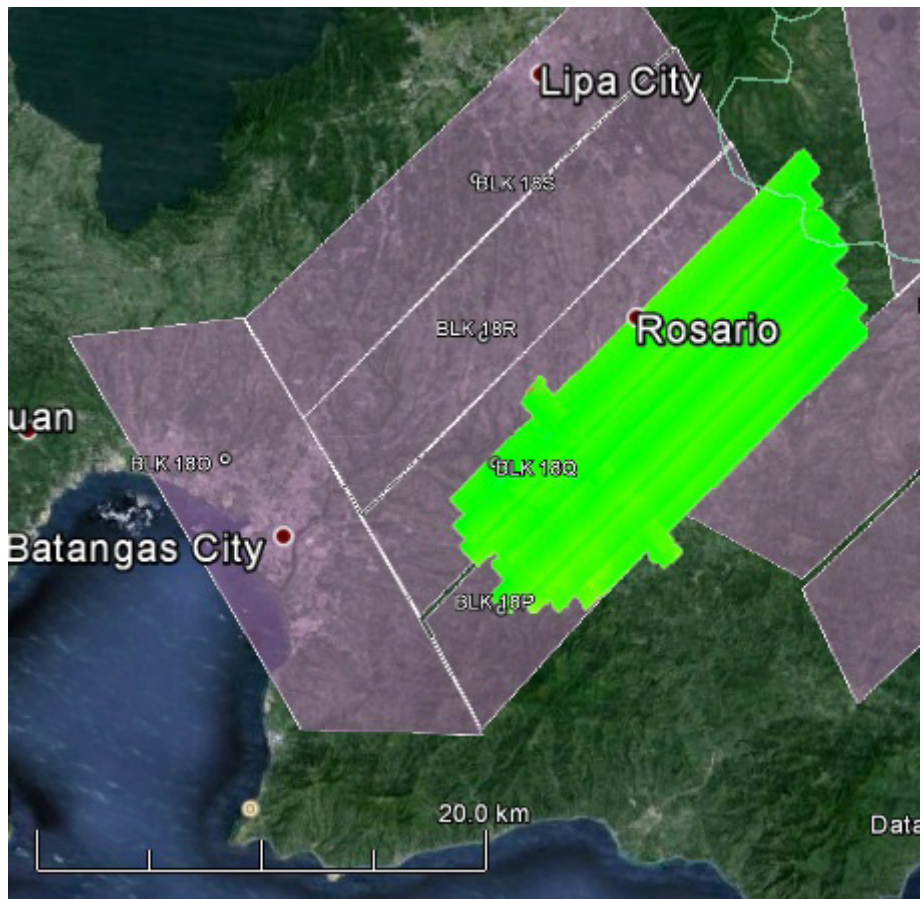 Lipa City
BLK 18S
BLK 18R
Rosario
uan
BLK 18O
BLK 18Q
Batangas City
BLK 18P
20.0 km
Data